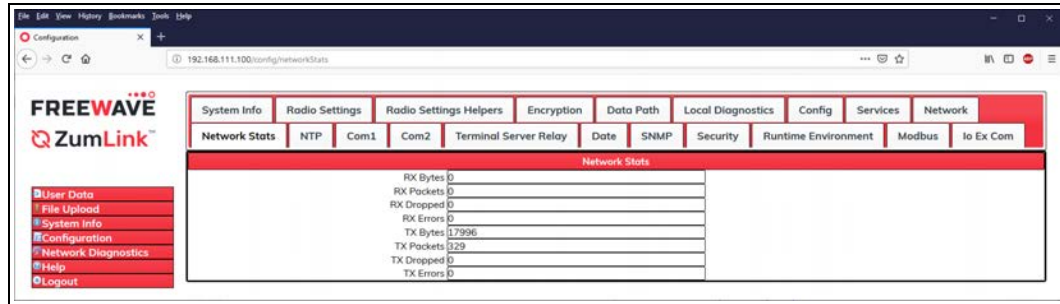 File Edit View History Bookmarks Tools Help
Configuration
192.168.111.100/config/networkStats
FREEWAVE
ZumLink™
System Info Radio Settings Radio Settings Helpers Encryption Data Path Local Diagnostics Config Services Network
Network Stats NTP Com1 Com2 Terminal Server Relay Date SNMP Security Runtime Environment Modbus Io Ex Com
Network Stats
RX Bytes 0
RX Packets 0
RX Dropped 0
RX Errors 0
TX Bytes 17996
TX Packets 329
TX Dropped 0
TX Errors 0
User Data
File Upload
System Info
Configuration
Network Diagnostics
Help
Logout